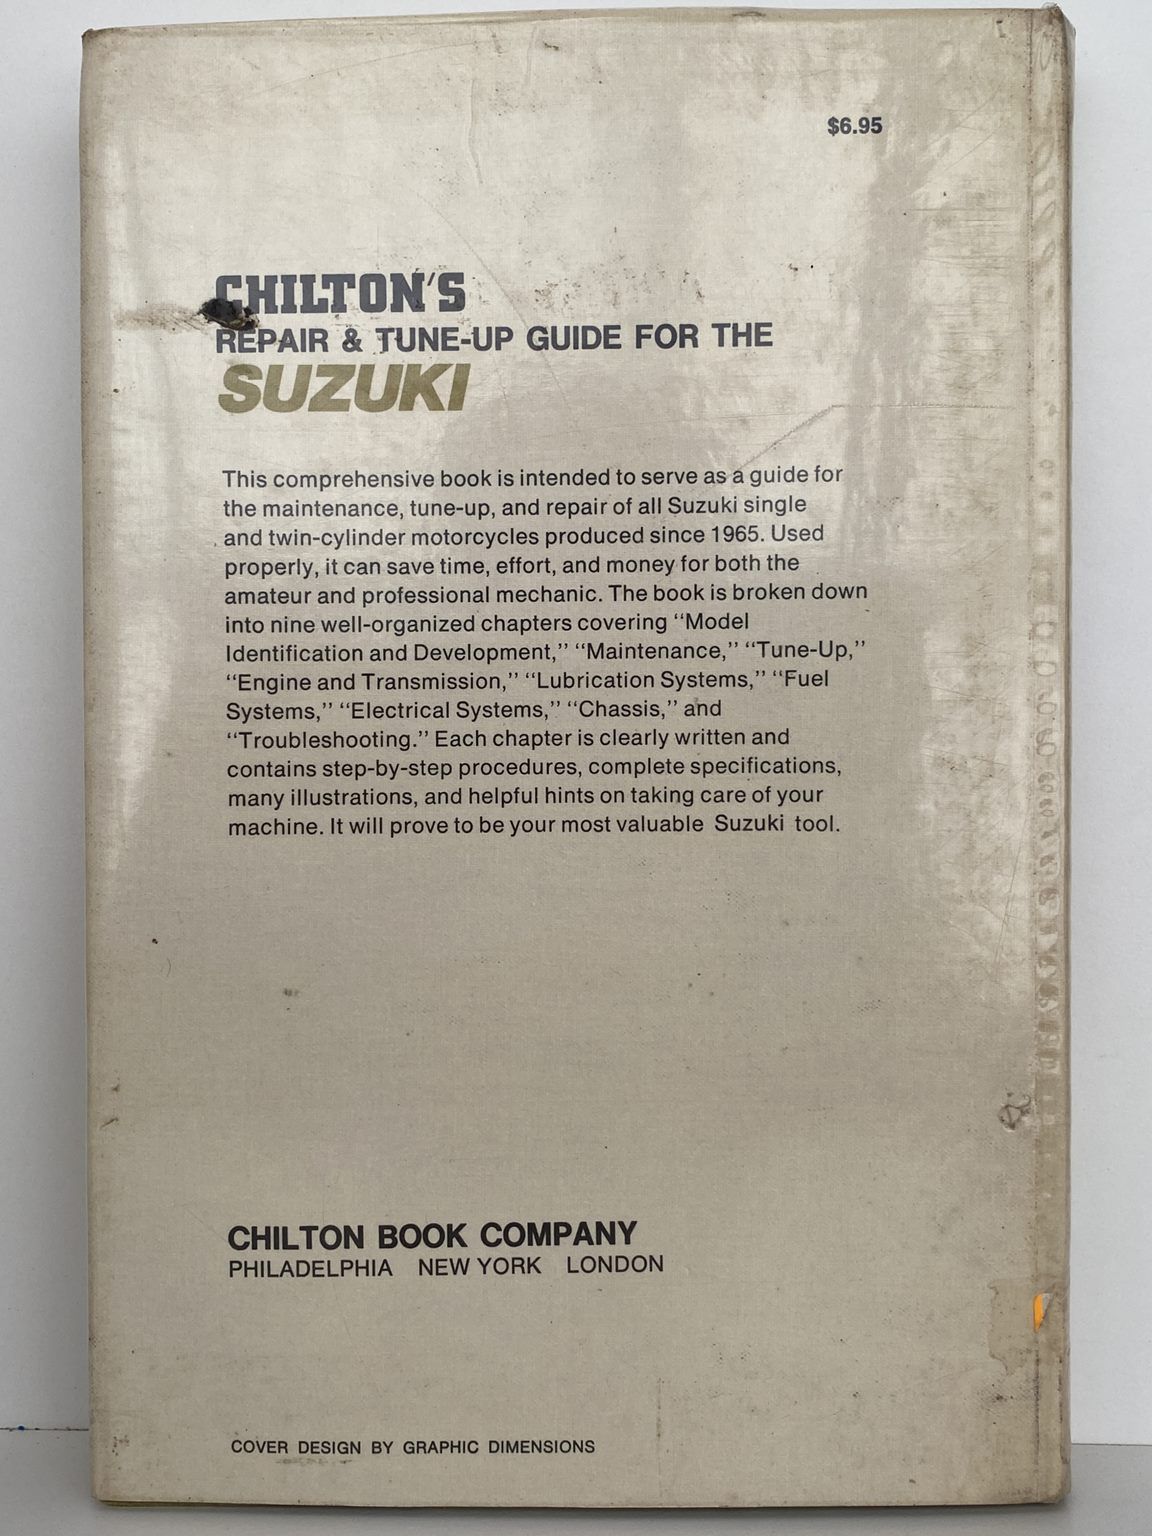 $6.95
CHILTON'S
REPAIR & TUNE-UP GUIDE FOR THE
SUZUKI
This comprehensive book is intended to serve as a guide for
the maintenance, tune-up, and repair of all Suzuki single
and twin-cylinder motorcycles produced since 1965. Used
properly, it can save time, effort, and money for both the
amateur and professional mechanic. The book is broken down
into nine well-organized chapters covering “Model
Identification and Development,” “Maintenance,” “Tune-Up,”
“Engine and Transmission,” “Lubrication Systems,” “Fuel
Systems,” “Electrical Systems,” “Chassis,” and
“Troubleshooting.” Each chapter is clearly written and
contains step-by-step procedures, complete specifications,
many illustrations, and helpful hints on taking care of your
machine. It will prove to be your most valuable Suzuki tool.
CHILTON BOOK COMPANY
PHILADELPHIA NEW YORK LONDON
COVER DESIGN BY GRAPHIC DIMENSIONS